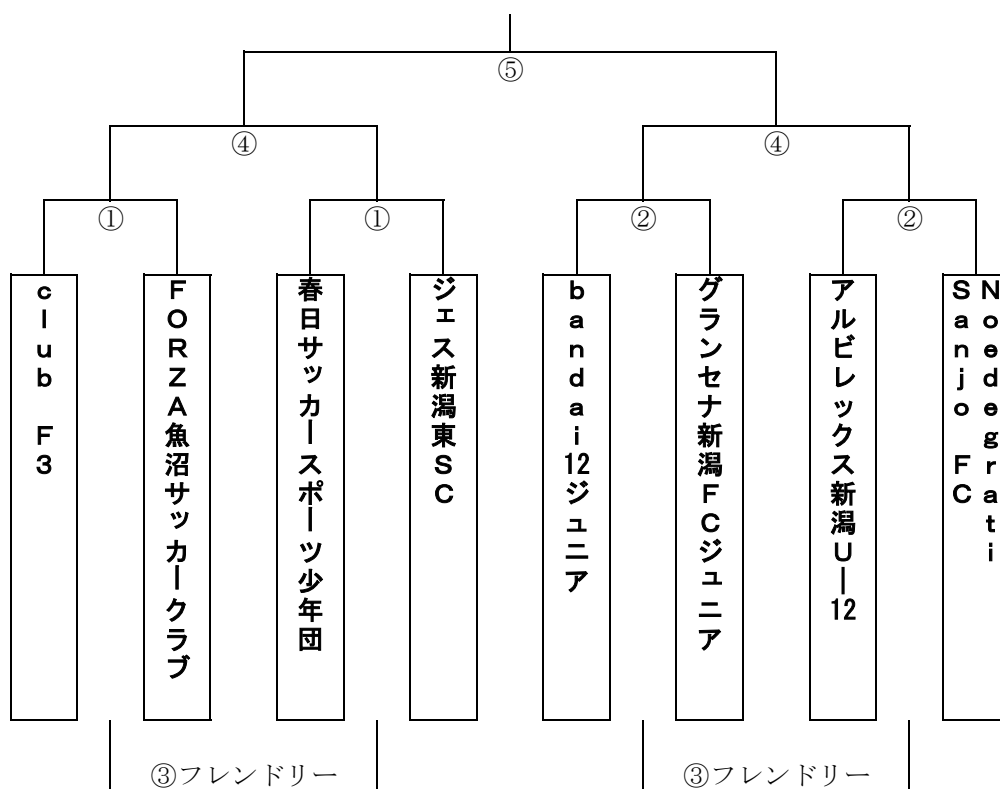 ⑤
④
④
①
①
②
②
club F3
FORZA魚沼サッカークラブ
春日サッカースポーツ少年団
ジェス新潟東SC
bandai12ジュニア
グランセナ新潟FCジュニア
アルビレックス新潟U―12
Noedegrati
Sanjo FC
③フレンドリー
③フレンドリー